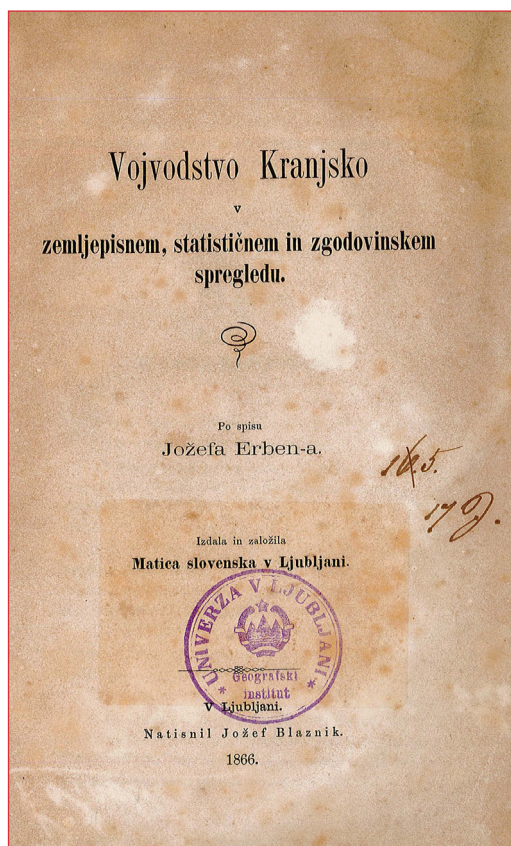 Vojvodstvo Kranjsko
v
zemljepisnem, statističnem in zgodovinskem
spregledu.
Po spisu
Jožefa Erben-a.
Izdala in založila
Matica slovenska v Ljubljani.
UNIVERZA V LJUBLJANI
Geografski
institut
V Ljubljani.
Natisnil Jožef Blaznik.
1866.